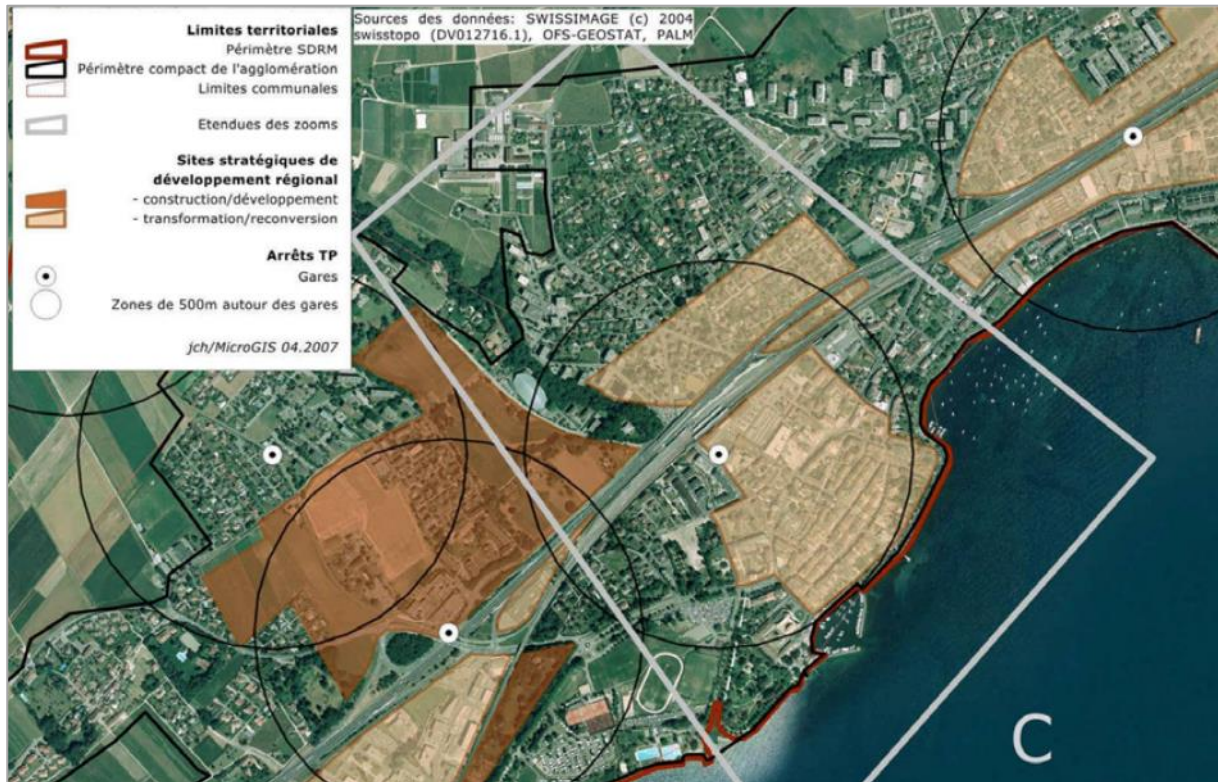 Limites territoriales
Périmètre SDRM
Périmètre compact de l'agglomération
Limites communales
Etendues des zooms
Sites stratégiques de
développement régional
- construction/développement
- transformation/reconversion
Arrêts TP
Gares
Zones de 500m autour des gares
jch/MicroGIS 04.2007
Sources des données: SWISSIMAGE (c) 2004
swisstopo (DV012716.1), OFS-GEOSTAT, PALM
C